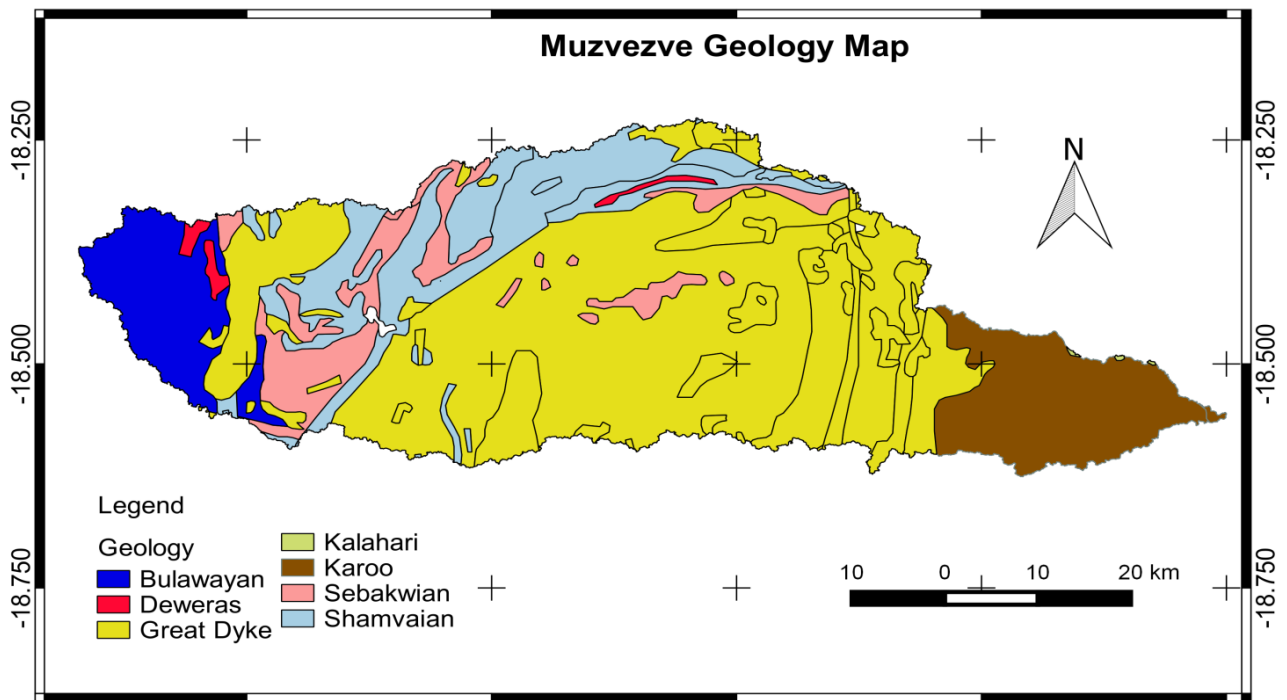 Muzvezve Geology Map
-18.250
-18.250
N
-18.500
-18.500
Legend
Geology
Bulawayan
Deweras
Great Dyke
Kalahari
Karoo
Sebakwian
Shamvaian
-18.750
-18.750
10 0 10 20 km